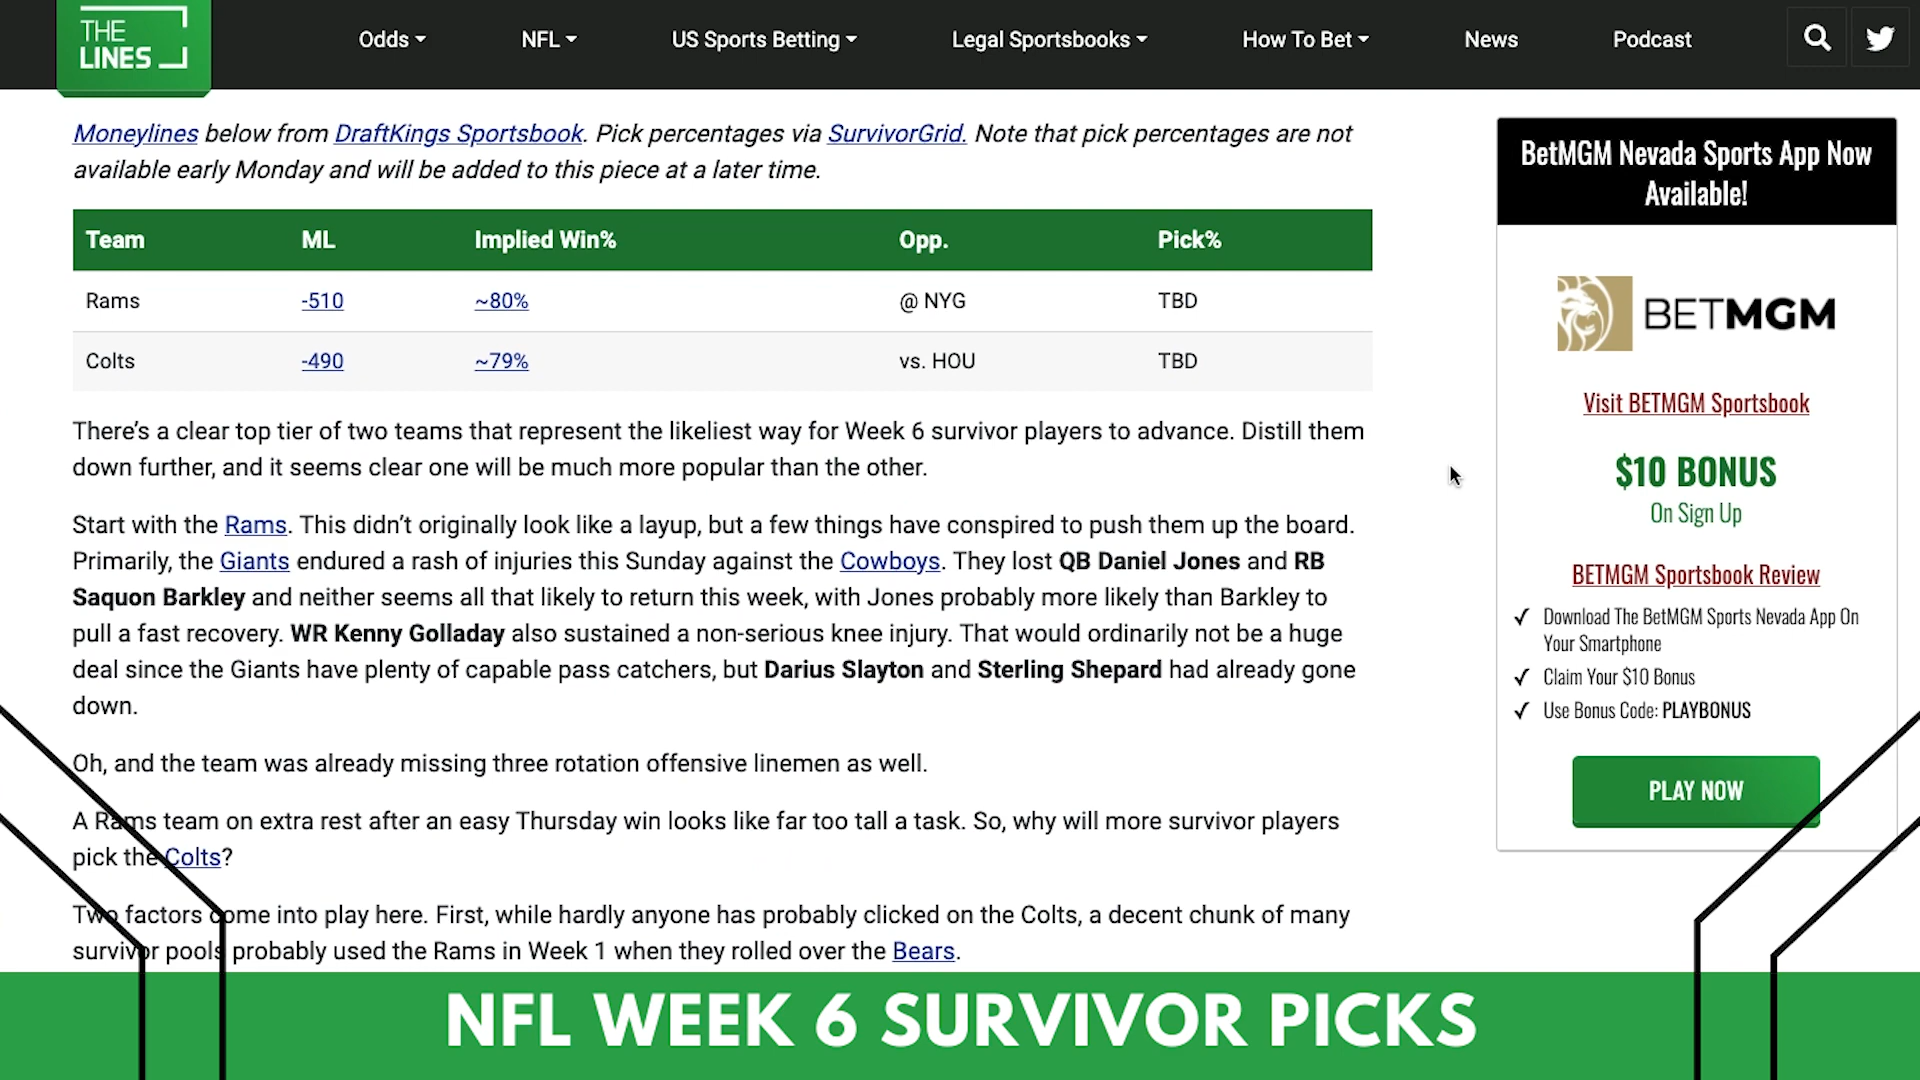 THE
LINES
Odds
NFL
US Sports Betting
Legal Sportsbooks
How To Bet
News
Podcast
Moneylines below from DraftKings Sportsbook. Pick percentages via SurvivorGrid. Note that pick percentages are not
available early Monday and will be added to this piece at a later time.
Team ML Implied Win% Opp. Pick%
Rams -510 ~80% @ NYG TBD
Colts -490 ~79% vs. HOU TBD
There's a clear top tier of two teams that represent the likeliest way for Week 6 survivor players to advance. Distill them
down further, and it seems clear one will be much more popular than the other.
Start with the Rams. This didn't originally look like a layup, but a few things have conspired to push them up the board.
Primarily, the Giants endured a rash of injuries this Sunday against the Cowboys. They lost QB Daniel Jones and RB
Saquon Barkley and neither seems all that likely to return this week, with Jones probably more likely than Barkley to
pull a fast recovery. WR Kenny Golladay also sustained a non-serious knee injury. That would ordinarily not be a huge
deal since the Giants have plenty of capable pass catchers, but Darius Slayton and Sterling Shepard had already gone
down.
Oh, and the team was already missing three rotation offensive linemen as well.
A Rams team on extra rest after an easy Thursday win looks like far too tall a task. So, why will more survivor players
pick the Colts?
Two factors come into play here. First, while hardly anyone has probably clicked on the Colts, a decent chunk of many
survivor pools probably used the Rams in Week 1 when they rolled over the Bears.
BetMGM Nevada Sports App Now
Available!
BETMGM
Visit BETMGM Sportsbook
$10 BONUS
On Sign Up
BETMGM Sportsbook Review
✓ Download The BetMGM Sports Nevada App On
Your Smartphone
✓ Claim Your $10 Bonus
✓ Use Bonus Code: PLAYBONUS
PLAY NOW
NFL WEEK 6 SURVIVOR PICKS